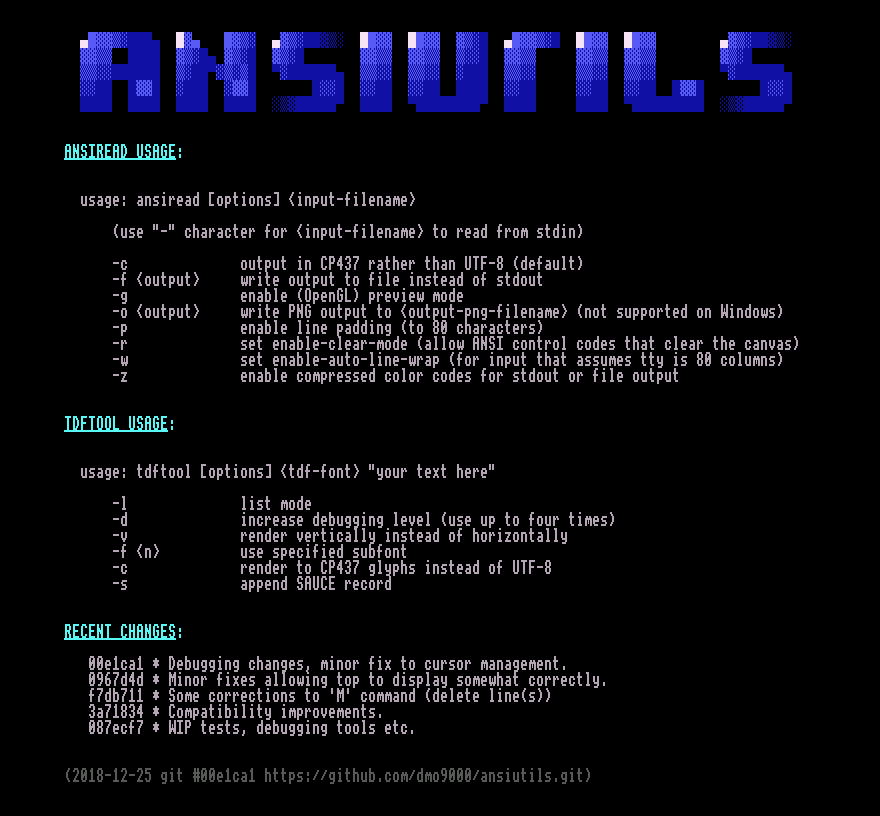 ANSIUTILS
ANSIREAD USAGE:
usage: ansiread [options] <input-filename>
(use "-" character for <input-filename> to read from stdin)
-c output in CP437 rather than UTF-8 (default)
-f <output> write output to file instead of stdout
-g enable (OpenGL) preview mode
-o <output> write PNG output to <output-png-filename> (not supported on Windows)
-p enable line padding (to 80 characters)
-r set enable-clear-mode (allow ANSI control codes that clear the canvas)
-w set enable-auto-line-wrap (for input that assumes tty is 80 columns)
-z enable compressed color codes for stdout or file output
TDFTOOL USAGE:
usage: tdftool [options] <tdf-font> "your text here"
-l list mode
-d increase debugging level (use up to four times)
-v render vertically instead of horizontally
-f <n> use specified subfont
-c render to CP437 glyphs instead of UTF-8
-s append SAUCE record
RECENT CHANGES:
00e1ca1 * Debugging changes, minor fix to cursor management.
0967d4d * Minor fixes allowing top to display somewhat correctly.
f7db711 * Some corrections to 'M' command (delete line(s))
3a71834 * Compatibility improvements.
087ecf7 * WIP tests, debugging tools etc.
(2018-12-25 git #00e1ca1 https://github.com/dmo9000/ansiutils.git)